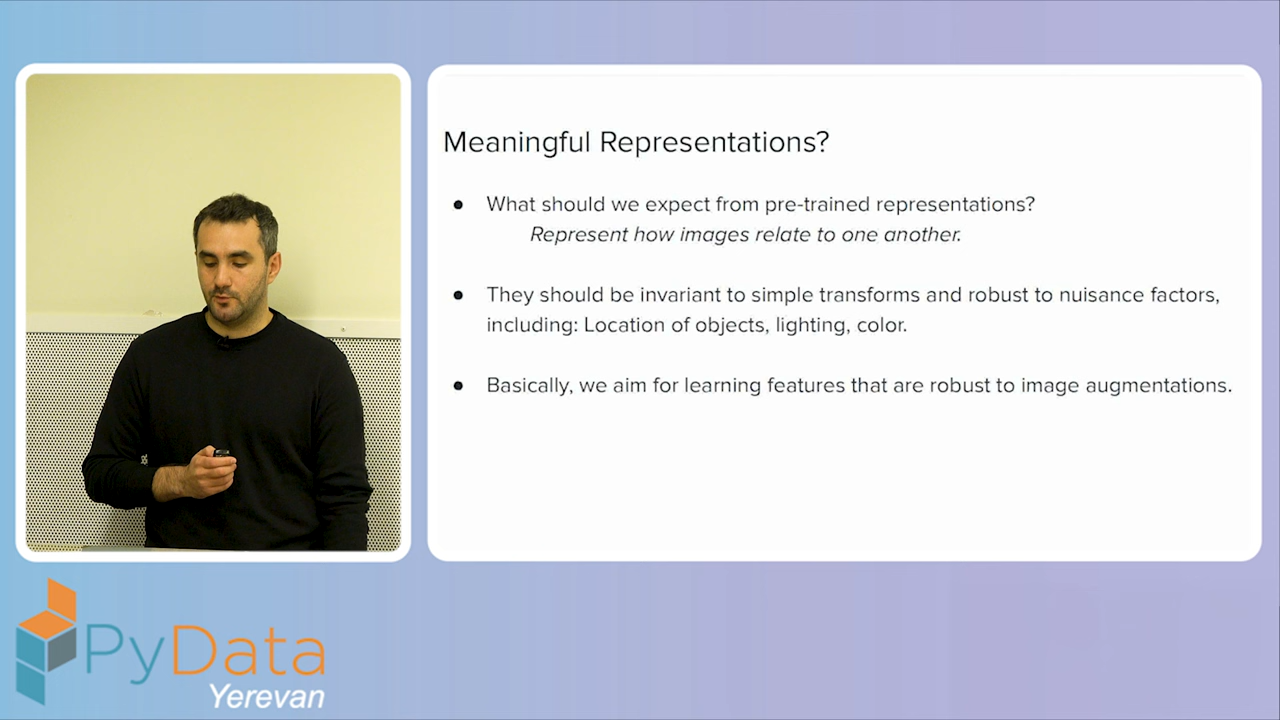 Meaningful Representations?
● What should we expect from pre-trained representations?
Represent how images relate to one another.
● They should be invariant to simple transforms and robust to nuisance factors,
including: Location of objects, lighting, color.
● Basically, we aim for learning features that are robust to image augmentations.
PyData
Yerevan